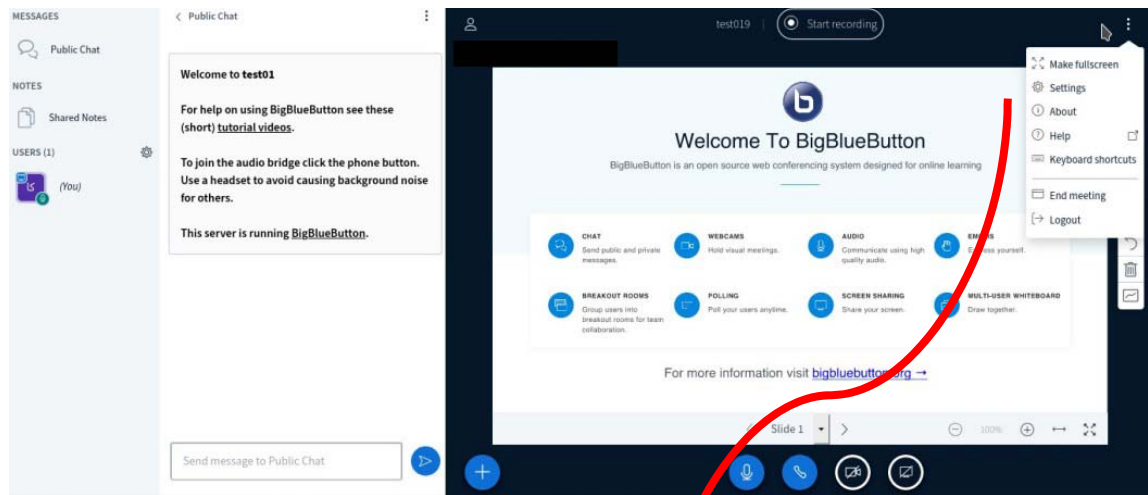 MESSAGES
Public Chat
NOTES
Shared Notes
USERS (1)
(You)
Public Chat
Welcome to test01
For help on using BigBlueButton see these
(short) tutorial videos.
To join the audio bridge click the phone button.
Use a headset to avoid causing background noise
for others.
This server is running BigBlueButton.
Send message to Public Chat
test019
Start recording
Make fullscreen
Settings
About
Help
Keyboard shortcuts
End meeting
Logout
Welcome To BigBlueButton
BigBlueButton is an open source web conferencing system designed for online learning
CHAT
Send public and private
messages.
WEBCAMS
Hold visual meetings.
AUDIO
Communicate using high
quality audio.
Express yourself.
BREAKOUT ROOMS
Group users into
breakout rooms for team
collaboration.
POLLING
Poll your users anytime.
SCREEN SHARING
Share your screen.
MULTI-USER WHITEBOARD
Draw together.
For more information visit bigbluebutton.org →
Slide 1
100%